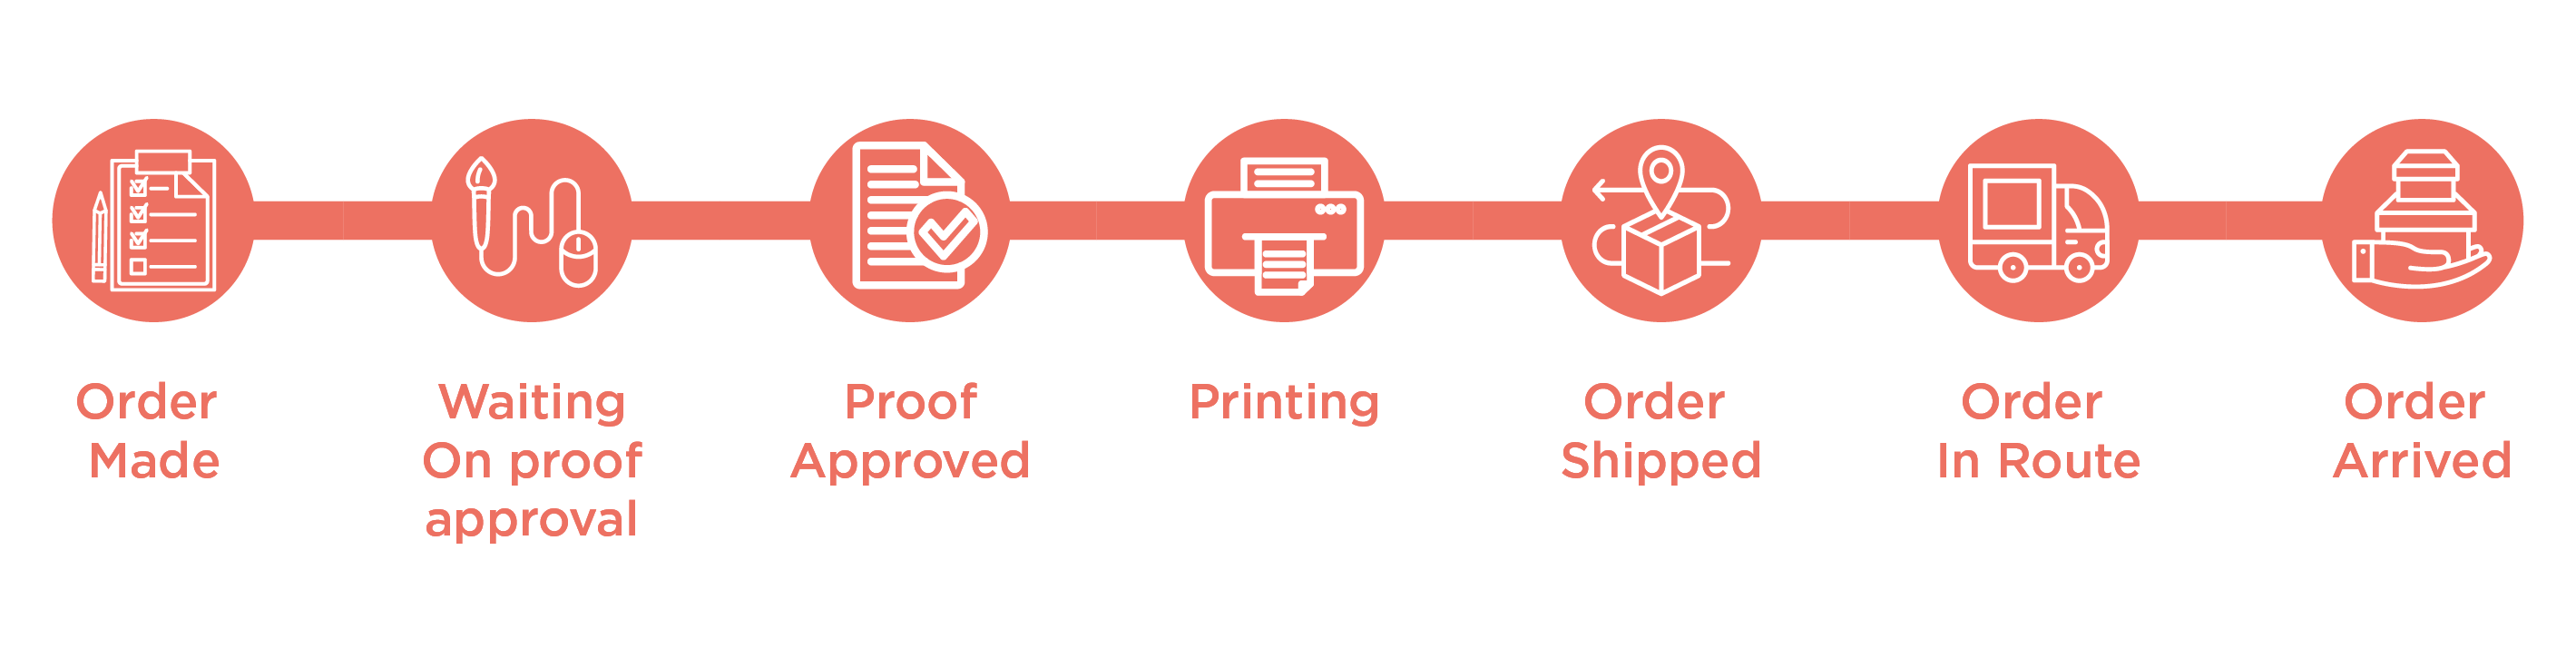 Order
Made
Waiting
On proof
approval
Proof
Approved
Printing
Order
Shipped
Order
In Route
Order
Arrived